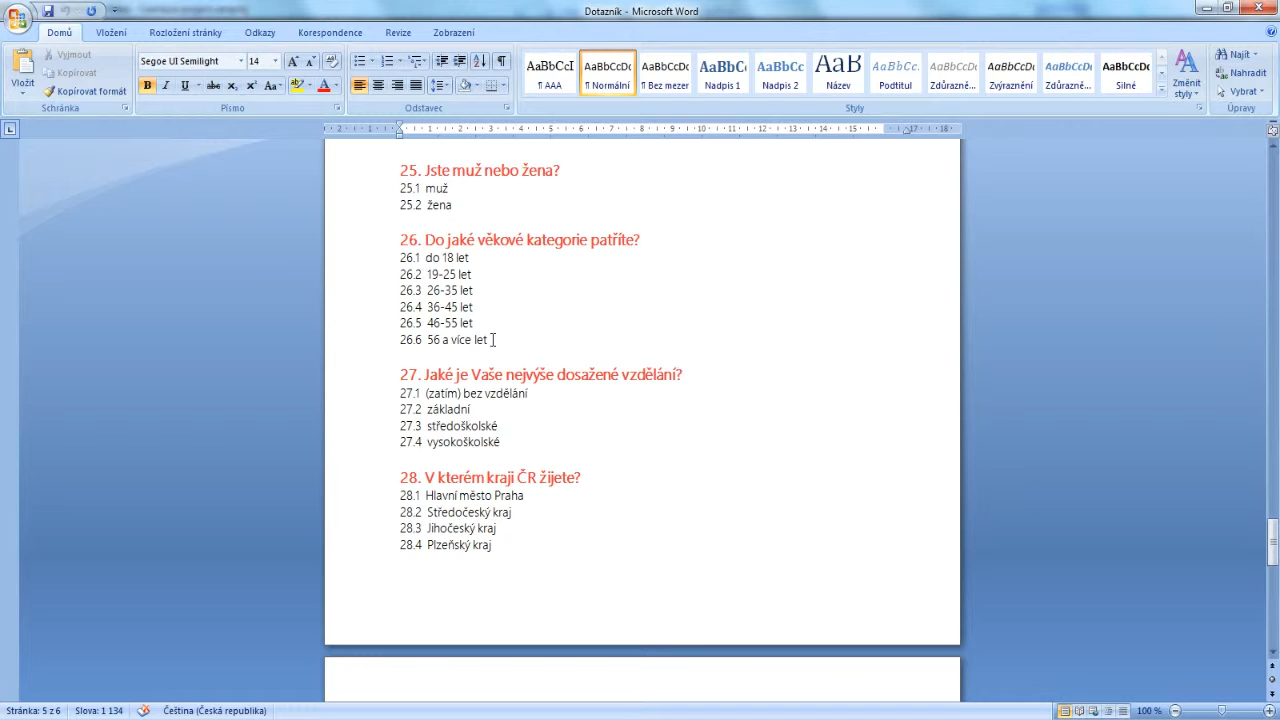 Dotazník - Microsoft Word
Domů Vložení Rozložení stránky Odkazy Korespondence Revize Zobrazení
Vložit
Vyjmout
Kopírovat
Kopírovat formát
Schránka
Segoe UI Semilight 14
Písmo
Odstavec
AaBbCcI AaBbCcDc AaBbCcDc AaBbC AaBbCc AaB AaBbCc. AaBbCcDc AaBbCcDc AaBbCcDc AaBbCcDc
¶ AAA ¶ Normální ¶ Bez mezer Nadpis 1 Nadpis 2 Název Podtitul Zdůrazně... Zvýraznění Zdůrazně... Silné
Styly
Změnit styly
Najít
Nahradit
Vybrat
Úpravy
25. Jste muž nebo žena?
25.1 muž
25.2 žena
26. Do jaké věkové kategorie patříte?
26.1 do 18 let
26.2 19-25 let
26.3 26-35 let
26.4 36-45 let
26.5 46-55 let
26.6 56 a více let
27. Jaké je Vaše nejvýše dosažené vzdělání?
27.1 (zatím) bez vzdělání
27.2 základní
27.3 středoškolské
27.4 vysokoškolské
28. V kterém kraji ČR žijete?
28.1 Hlavní město Praha
28.2 Středočeský kraj
28.3 Jihočeský kraj
28.4 Plzeňský kraj
Stránka: 5 z 6 Slova: 1 134 Čeština (Česká republika) 100 %